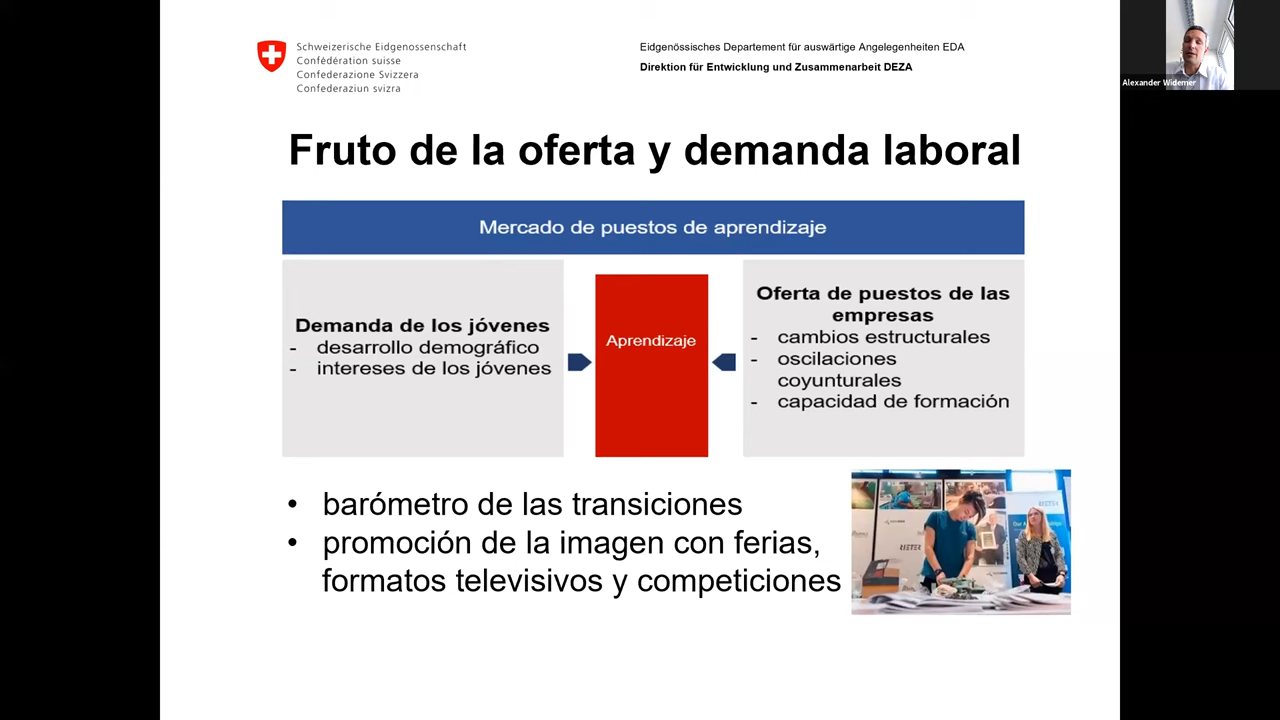 Schweizerische Eidgenossenschaft
Confédération suisse
Confederazione Svizzera
Confederaziun svizra
Eidgenössisches Departement für auswärtige Angelegenheiten EDA
Direktion für Entwicklung und Zusammenarbeit DEZA
Alexander Widemer
Fruto de la oferta y demanda laboral
Mercado de puestos de aprendizaje
Demanda de los jóvenes
- desarrollo demográfico
- intereses de los jóvenes
Aprendizaje
Oferta de puestos de las
empresas
- cambios estructurales
- oscilaciones
coyunturales
- capacidad de formación
• barómetro de las transiciones
• promoción de la imagen con ferias,
formatos televisivos y competiciones
RIETER
RIETER